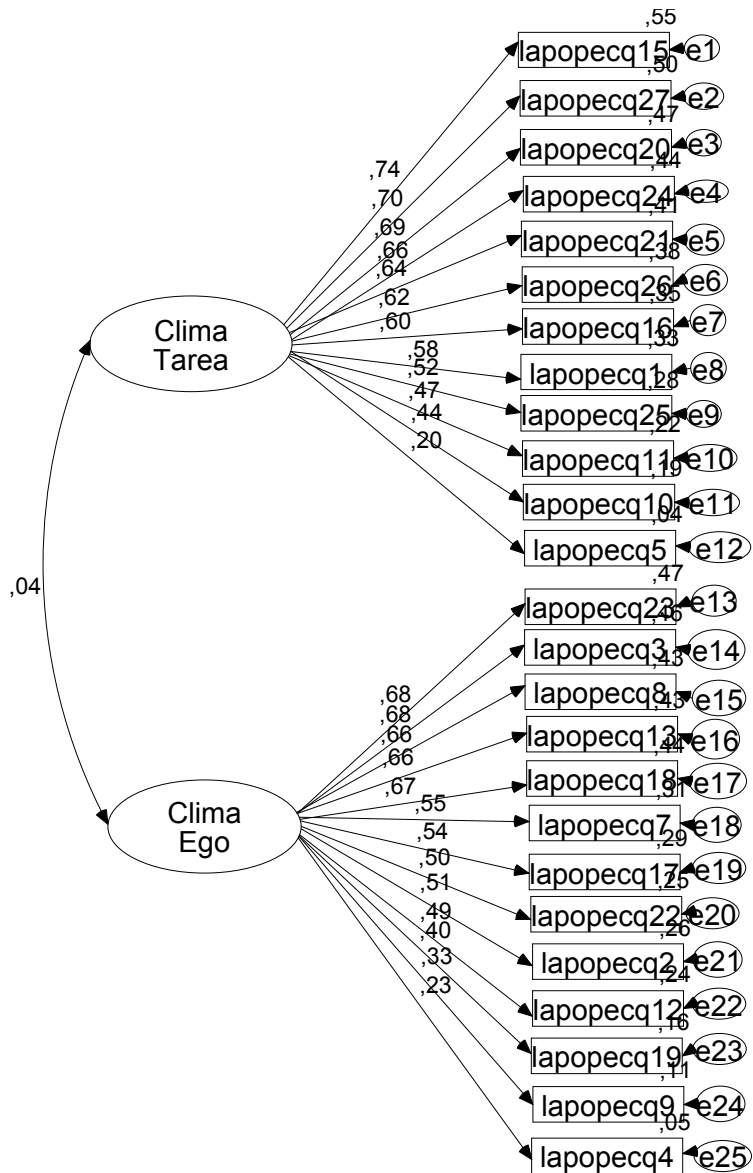 ,55
lapopecq15 e1
,50
lapopecq27 e2
,47
lapopecq20 e3
,44
lapopecq24 e4
,41
lapopecq21 e5
,38
lapopecq26 e6
,35
lapopecq16 e7
,33
lapopecq1 e8
,28
lapopecq25 e9
,22
lapopecq11 e10
,19
lapopecq10 e11
,04
lapopecq5 e12
,74
,70
,69
,66
,64
,62
,60
,58
,52
,47
,44
,20
Clima
Tarea
,04
,47
lapopecq23 e13
,46
lapopecq3 e14
,43
lapopecq8 e15
,43
lapopecq13 e16
,44
lapopecq18 e17
,31
lapopecq7 e18
,29
lapopecq17 e19
,25
lapopecq22 e20
,26
lapopecq2 e21
,24
lapopecq12 e22
,16
lapopecq19 e23
,11
lapopecq9 e24
,05
lapopecq4 e25
,68
,68
,66
,66
,67
,55
,54
,50
,51
,49
,40
,33
,23
Clima
Ego